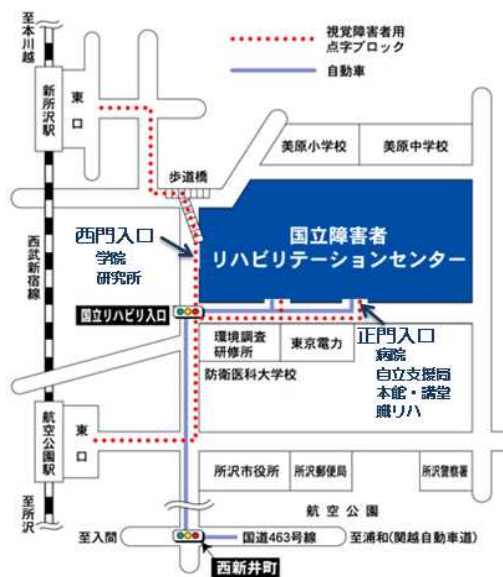 至本川越
視覚障害者用
点字ブロック
自動車
新所沢駅
東口
美原小学校
美原中学校
歩道橋
西門入口
学院
研究所
国立障害者
リハビリテーションセンター
西武新宿線
国立リハビリ入口
正門入口
病院
自立支援局
本館・講堂
職リハ
環境調査
研修所
東京電力
防衛医科大学校
航空公園駅
東口
所沢市役所
所沢郵便局
所沢警察署
至所沢
航空公園
至入間
国道463号線
至浦和(関越自動車道)
西新井町